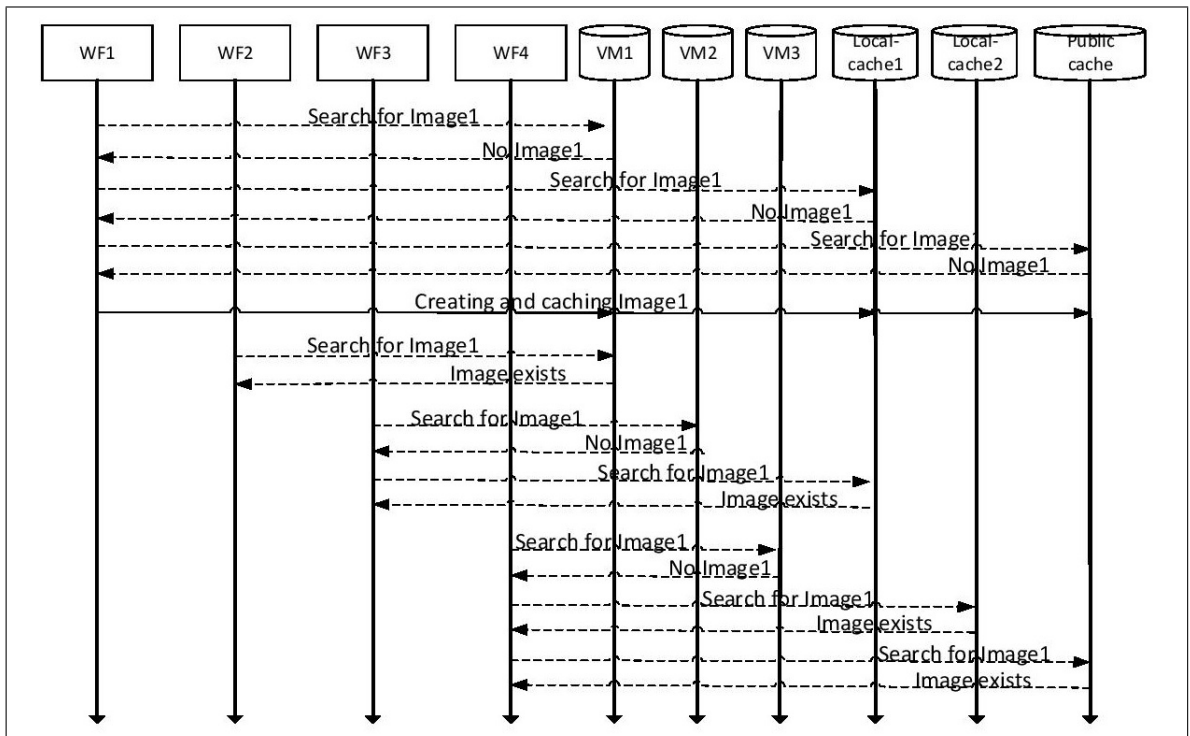 WF1
WF2
WF3
WF4
VM1
VM2
VM3
Local-
cache1
Local-
cache2
Public
cache
Search for Image1
No Image1
Search for Image1
No Image1
Search for Image1
No Image1
Creating and caching Image1
Search for Image1
Image exists
Search for Image1
No Image1
Search for Image1
Image exists
Search for Image1
No Image1
Search for Image1
Image exists
Search for Image1
Image exists